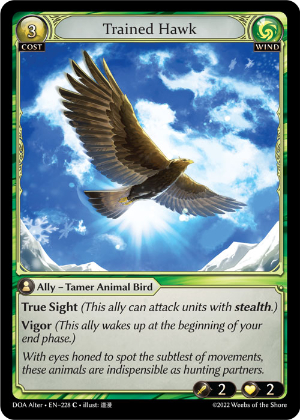 3
Trained Hawk
COST
WIND
Ally – Tamer Animal Bird
True Sight (This ally can attack units with stealth.)
Vigor (This ally wakes up at the beginning of your
end phase.)
With eyes honed to spot the subtlest of movements,
these animals are indispensable as hunting partners.
2
2
DOA Alter • EN-228 C • illust:
©2022 Weebs of the Shore